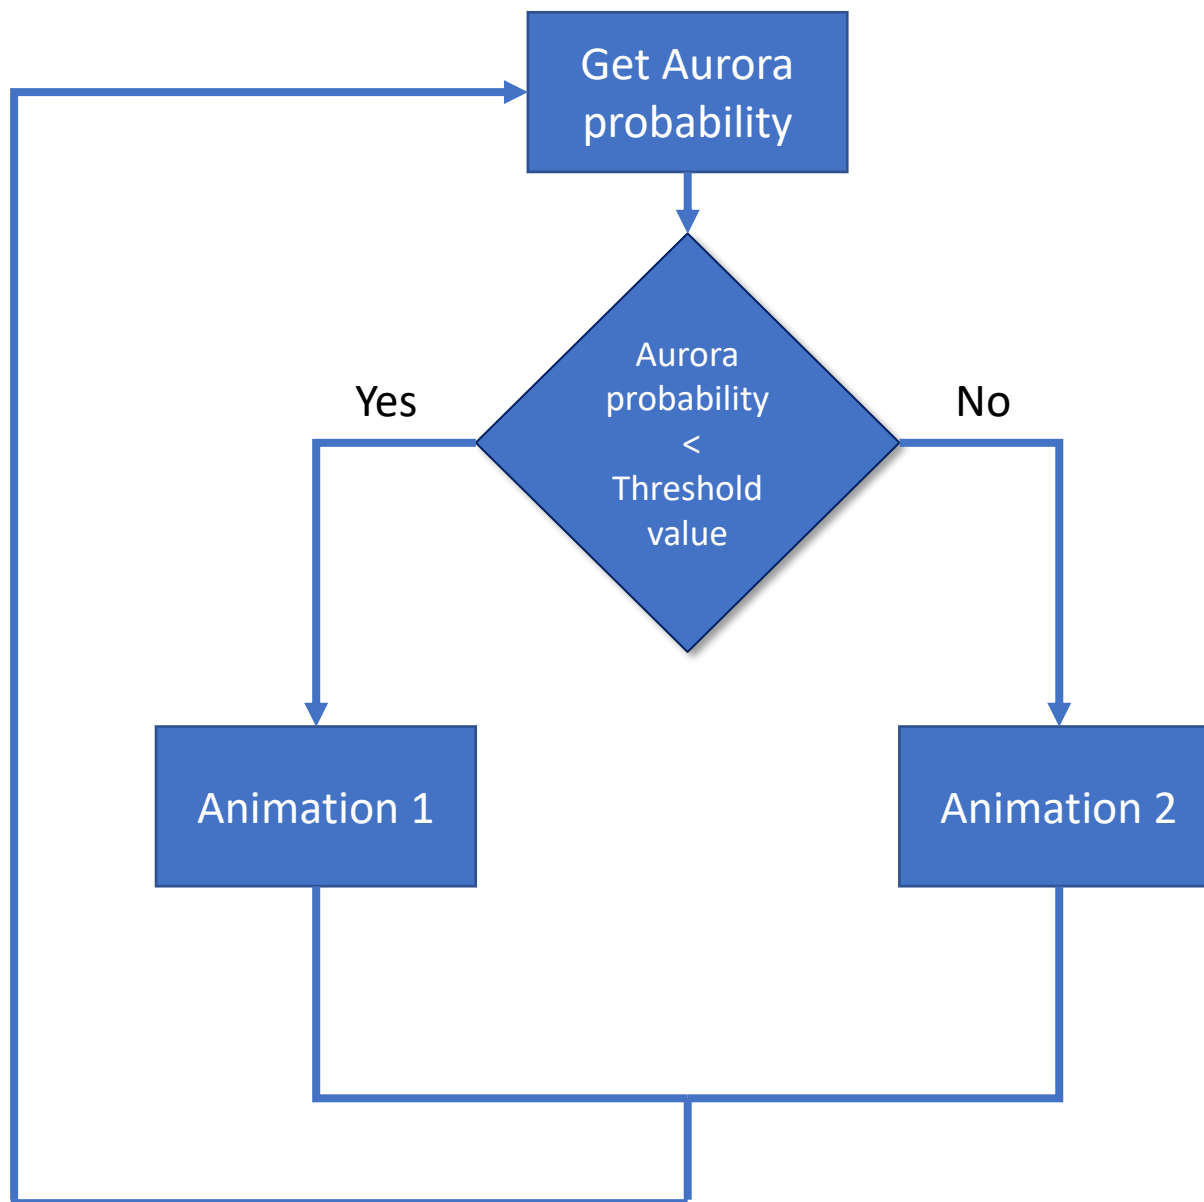 Get Aurora
probability
Aurora
probability
<
Threshold
value
Yes
No
Animation 1
Animation 2